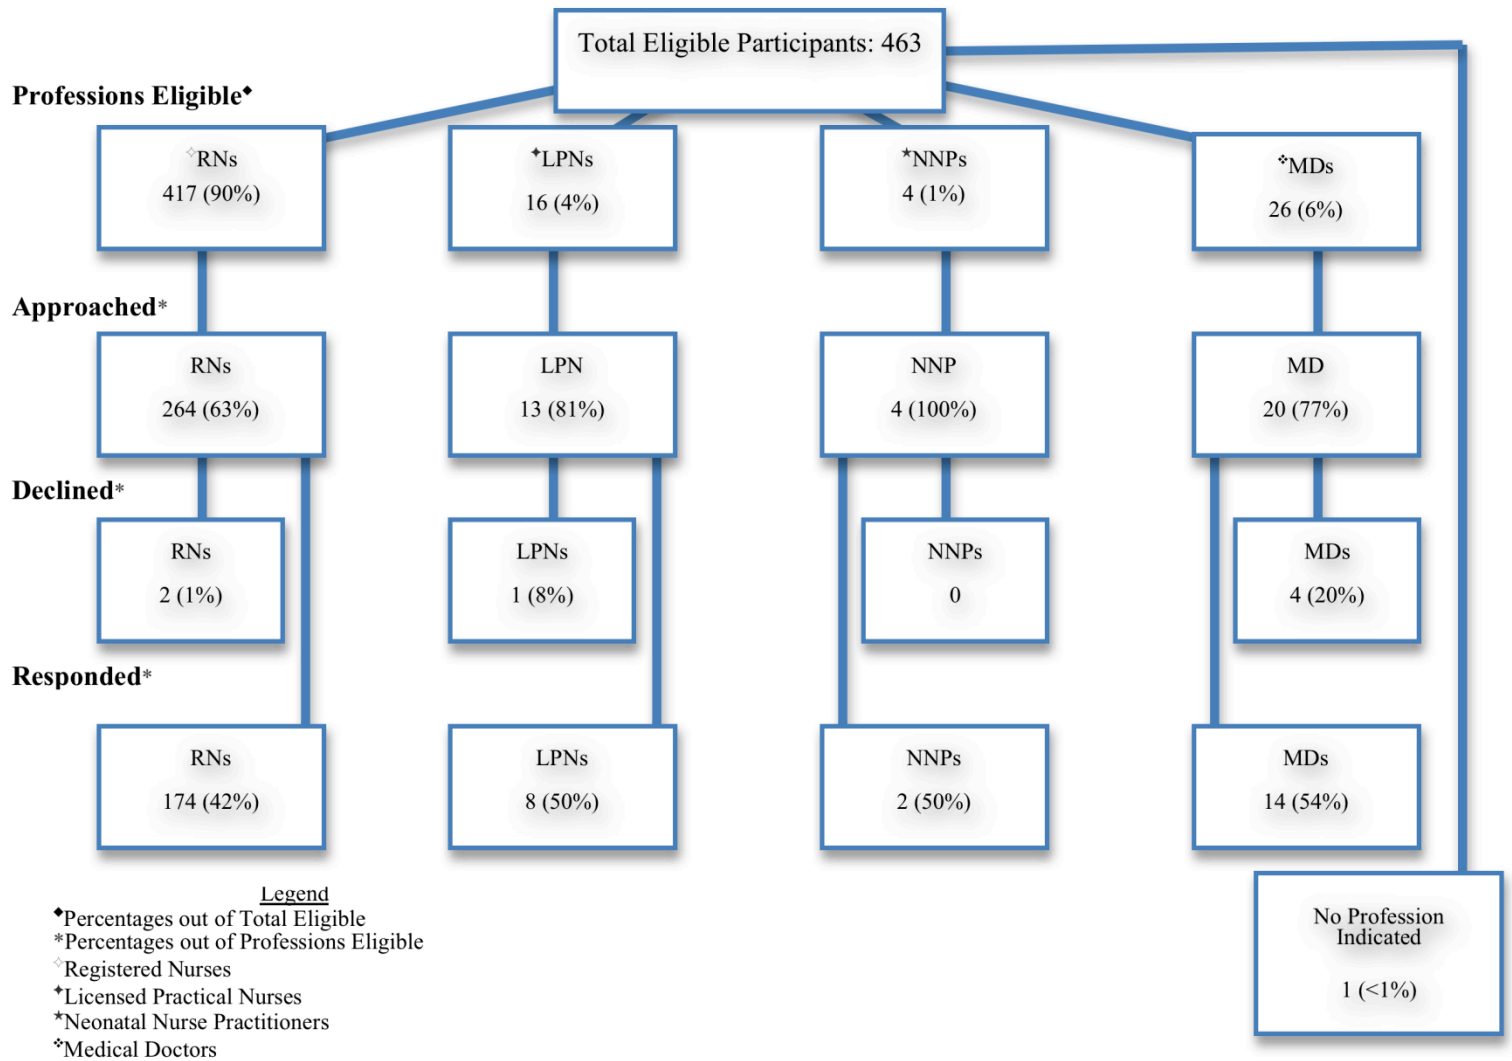 Total Eligible Participants: 463
Professions Eligible◆
✧RNs
417 (90%)
✦LPNs
16 (4%)
★NNPs
4 (1%)
❖MDs
26 (6%)
Approached*
RNs
264 (63%)
LPN
13 (81%)
NNP
4 (100%)
MD
20 (77%)
Declined*
RNs
2 (1%)
LPNs
1 (8%)
NNPs
0
MDs
4 (20%)
Responded*
RNs
174 (42%)
LPNs
8 (50%)
NNPs
2 (50%)
MDs
14 (54%)
No Profession
Indicated
1 (<1%)
Legend
◆Percentages out of Total Eligible
*Percentages out of Professions Eligible
✧Registered Nurses
✦Licensed Practical Nurses
★Neonatal Nurse Practitioners
❖Medical Doctors